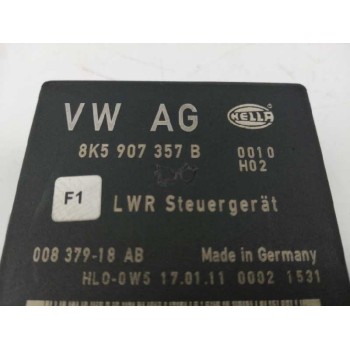 VW AG HELLA
8K5 907 357 B 0010
H02
F1 LWR Steuergerät
008 379-18 AB Made in Germany
HLO-0W5 17.01.11 0002 1531